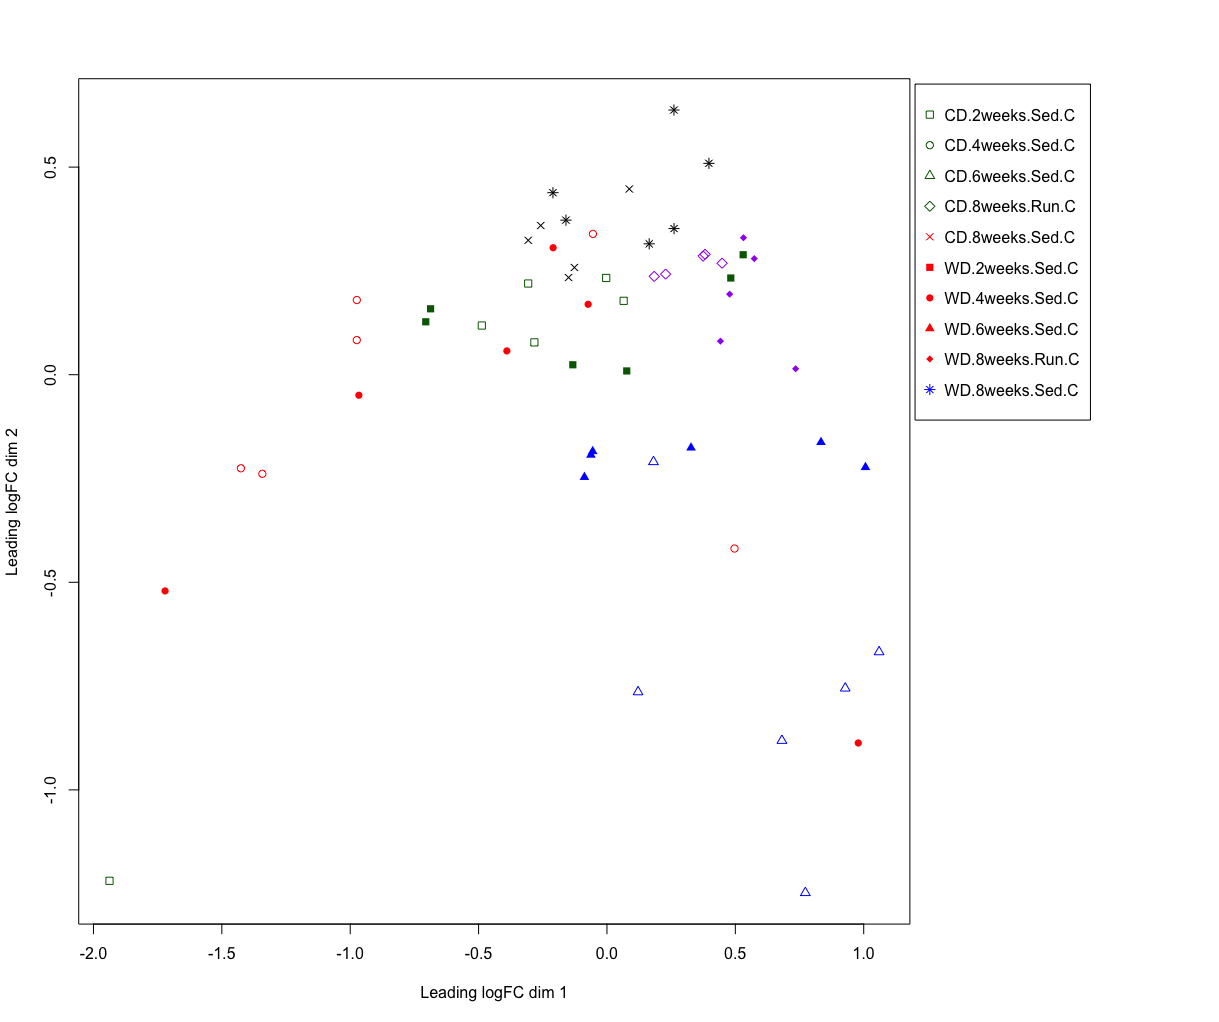 CD.2weeks.Sed.C
CD.4weeks.Sed.C
CD.6weeks.Sed.C
CD.8weeks.Run.C
CD.8weeks.Sed.C
WD.2weeks.Sed.C
WD.4weeks.Sed.C
WD.6weeks.Sed.C
WD.8weeks.Run.C
WD.8weeks.Sed.C
0.5
0.0
-0.5
-1.0
Leading logFC dim 2
-2.0 -1.5 -1.0 -0.5 0.0 0.5 1.0
Leading logFC dim 1